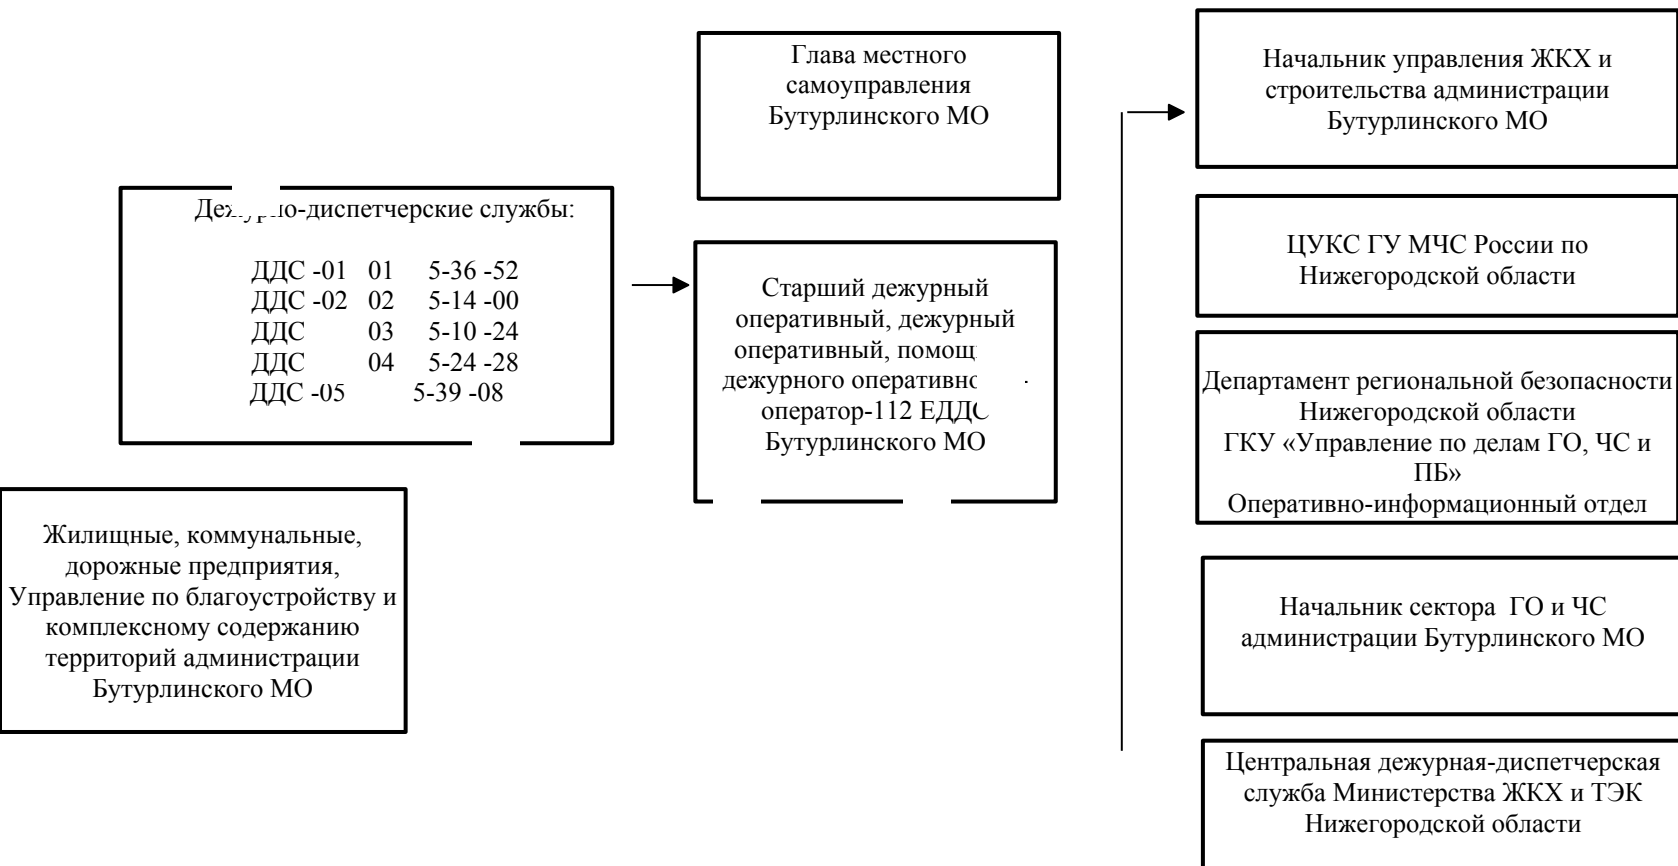 Глава местного
самоуправления
Бутурлинского МО
Начальник управления ЖКХ и
строительства администрации
Бутурлинского МО
Дежурно-диспетчерские службы:
ДДС -01 01 5-36 -52
ДДС -02 02 5-14 -00
ДДС 03 5-10 -24
ДДС 04 5-24 -28
ДДС -05 5-39 -08
Старший дежурный
оперативный, дежурный
оперативный, помощ
дежурного оперативно
оператор-112 ЕДДС
Бутурлинского МО
ЦУКС ГУ МЧС России по
Нижегородской области
Департамент региональной безопасности
Нижегородской области
ГКУ «Управление по делам ГО, ЧС и
ПБ»
Оперативно-информационный отдел
Жилищные, коммунальные,
дорожные предприятия,
Управление по благоустройству и
комплексному содержанию
территорий администрации
Бутурлинского МО
Начальник сектора ГО и ЧС
администрации Бутурлинского МО
Центральная дежурная-диспетчерская
служба Министерства ЖКХ и ТЭК
Нижегородской области